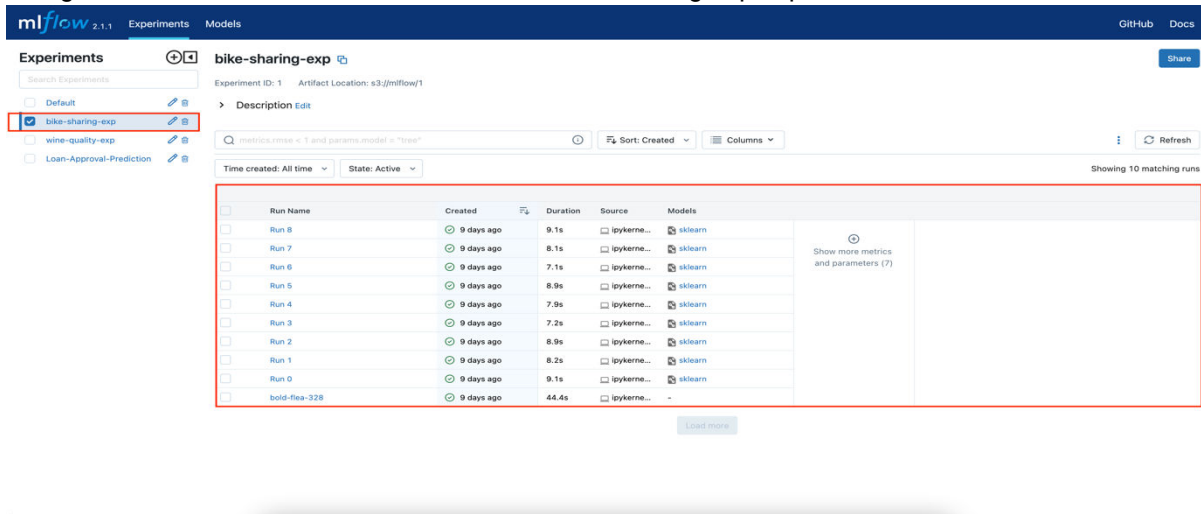 mlflow 2.1.1 Experiments Models GitHub Docs
Experiments
Search Experiments
Default
bike-sharing-exp
wine-quality-exp
Loan-Approval-Prediction
bike-sharing-exp
Share
Experiment ID: 1 Artifact Location: s3://mlflow/1
Description Edit
metrics.rmse < 1 and params.model = "tree"
Sort: Created
Columns
Refresh
Time created: All time
State: Active
Showing 10 matching runs
Run Name Created Duration Source Models
Run 8 9 days ago 9.1s ipykerne... sklearn
Run 7 9 days ago 8.1s ipykerne... sklearn
Run 6 9 days ago 7.1s ipykerne... sklearn
Run 5 9 days ago 8.9s ipykerne... sklearn
Run 4 9 days ago 7.9s ipykerne... sklearn
Run 3 9 days ago 7.2s ipykerne... sklearn
Run 2 9 days ago 8.9s ipykerne... sklearn
Run 1 9 days ago 8.2s ipykerne... sklearn
Run 0 9 days ago 9.1s ipykerne... sklearn
bold-flea-328 9 days ago 44.4s ipykerne... -
Show more metrics
and parameters (7)
Load more